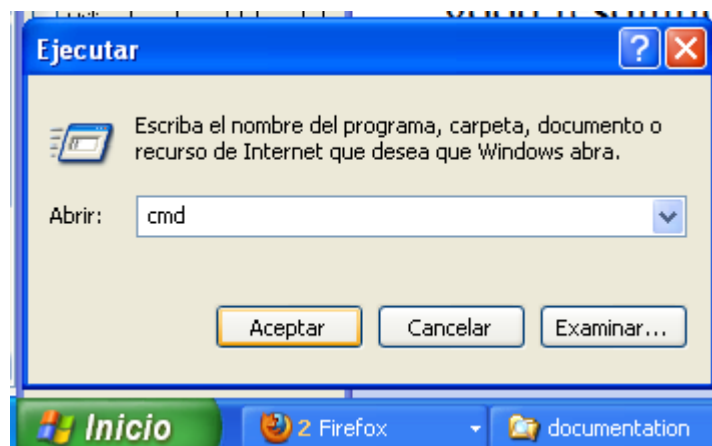 Ejecutar
Escriba el nombre del programa, carpeta, documento o
recurso de Internet que desea que Windows abra.
Abrir: cmd
Aceptar Cancelar Examinar...
Inicio 2 Firefox documentation